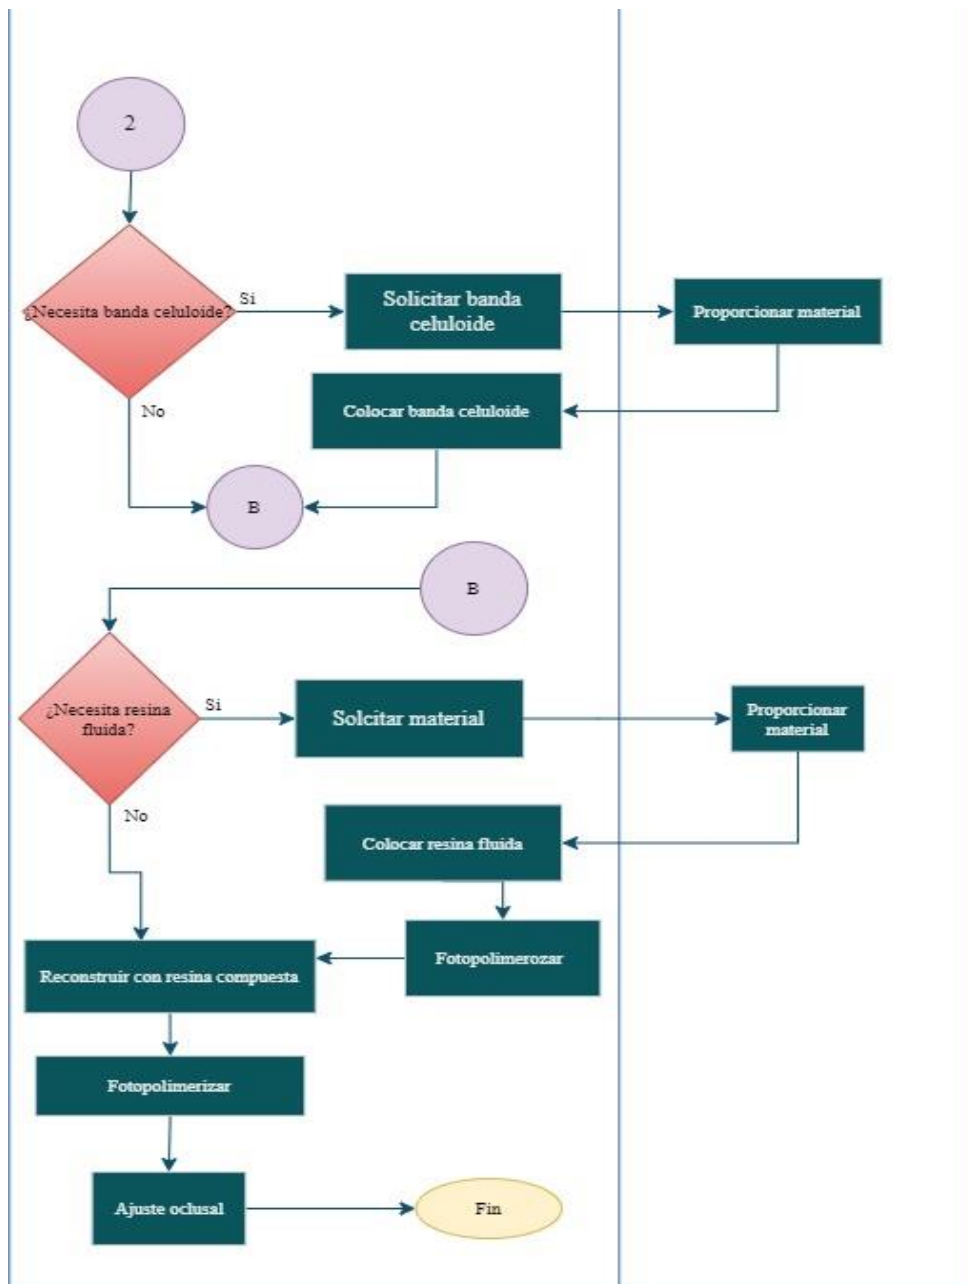 2
¿Necesita banda celuloide?
Si
Solicitar banda
celuloide
Proporcionar material
No
Colocar banda celuloide
B
B
¿Necesita resina
fluida?
Si
Solcitar material
Proporcionar
material
No
Colocar resina fluida
Fotopolimerozar
Reconstruir con resina compuesta
Fotopolimerizar
Ajuste oclusal
Fin